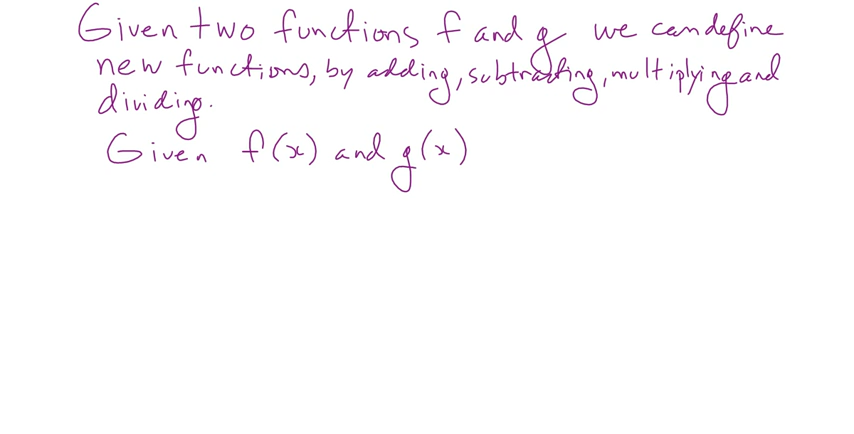 Given two functions f and g we can define
new functions, by adding, subtracting, multiplying and
dividing.
Given f(x) and g(x)